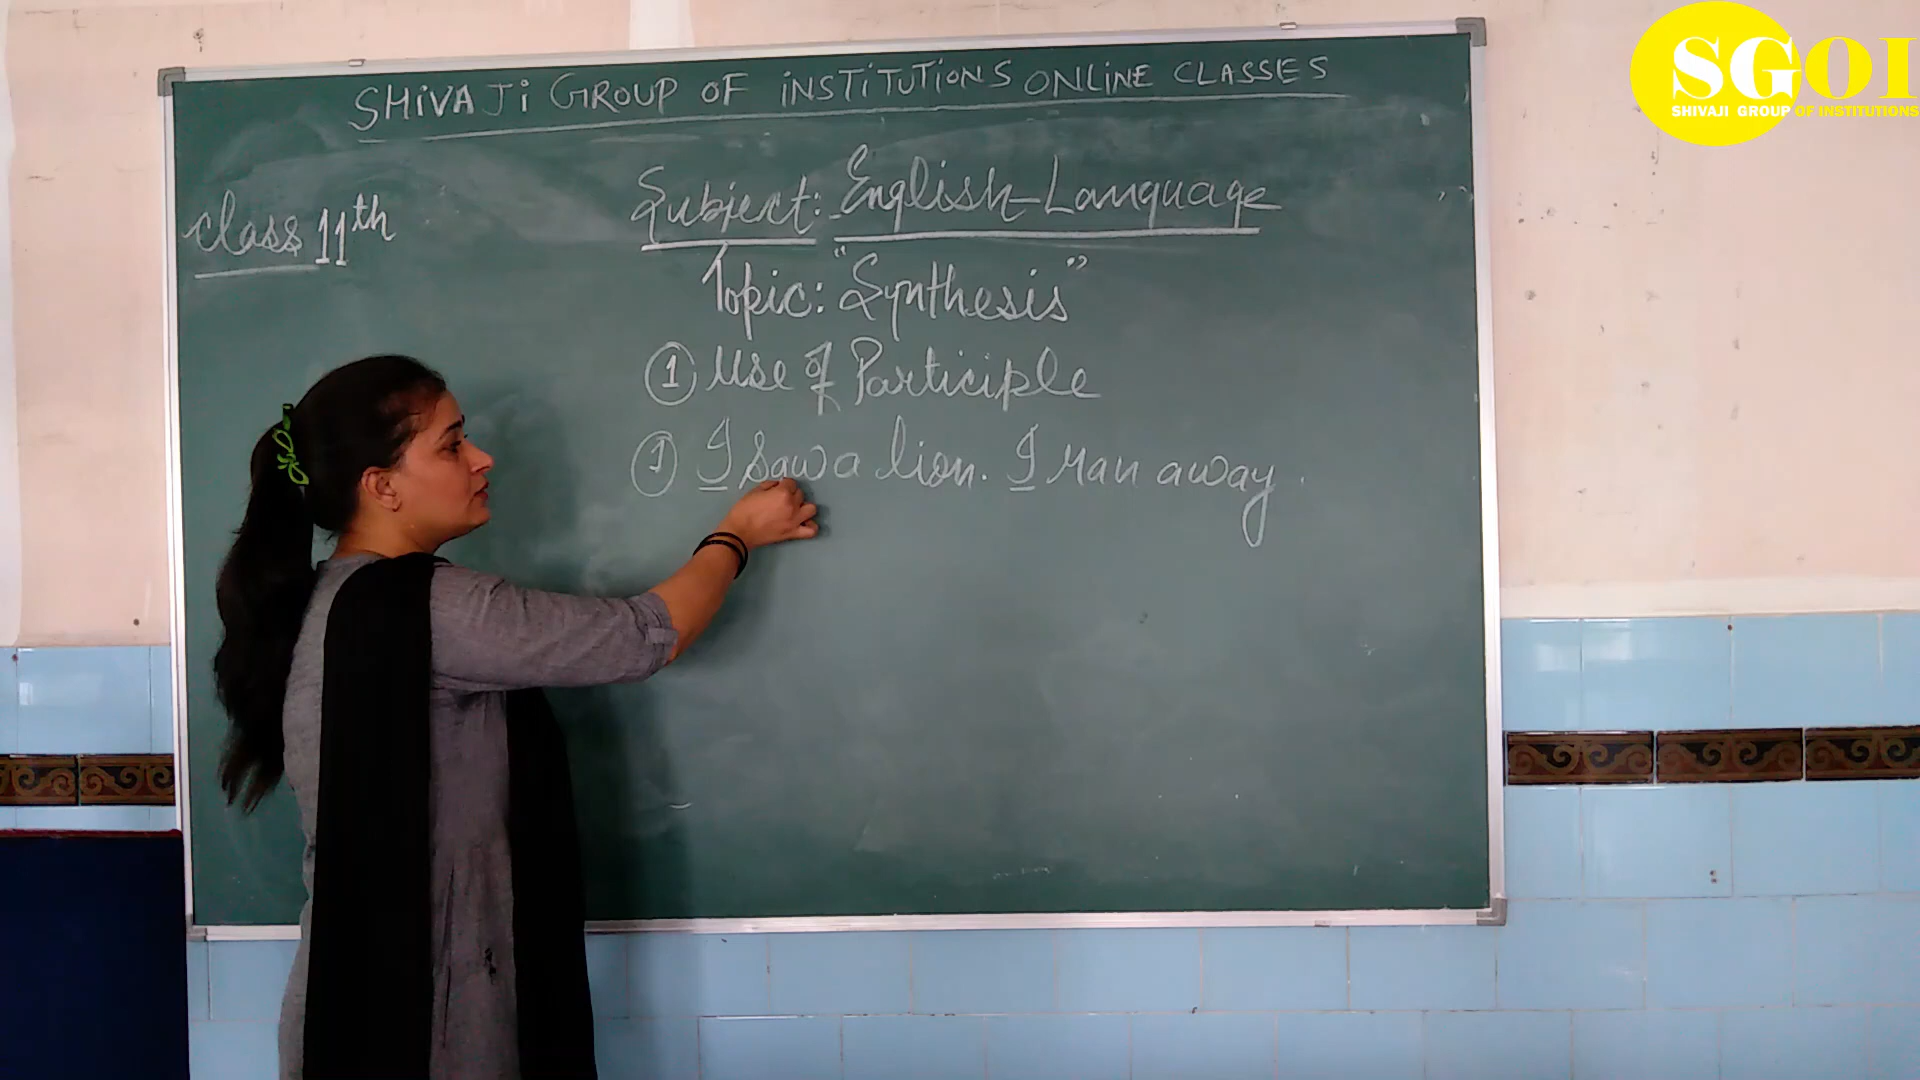 SHIVAJI GROUP OF INSTITUTIONS ONLINE CLASSES
SGOI
SHIVAJI GROUP OF INSTITUTIONS
Class 11th
Subject:- English-Language
Topic: "Synthesis"
① Use of Participle
① I Saw a lion. I ran away.